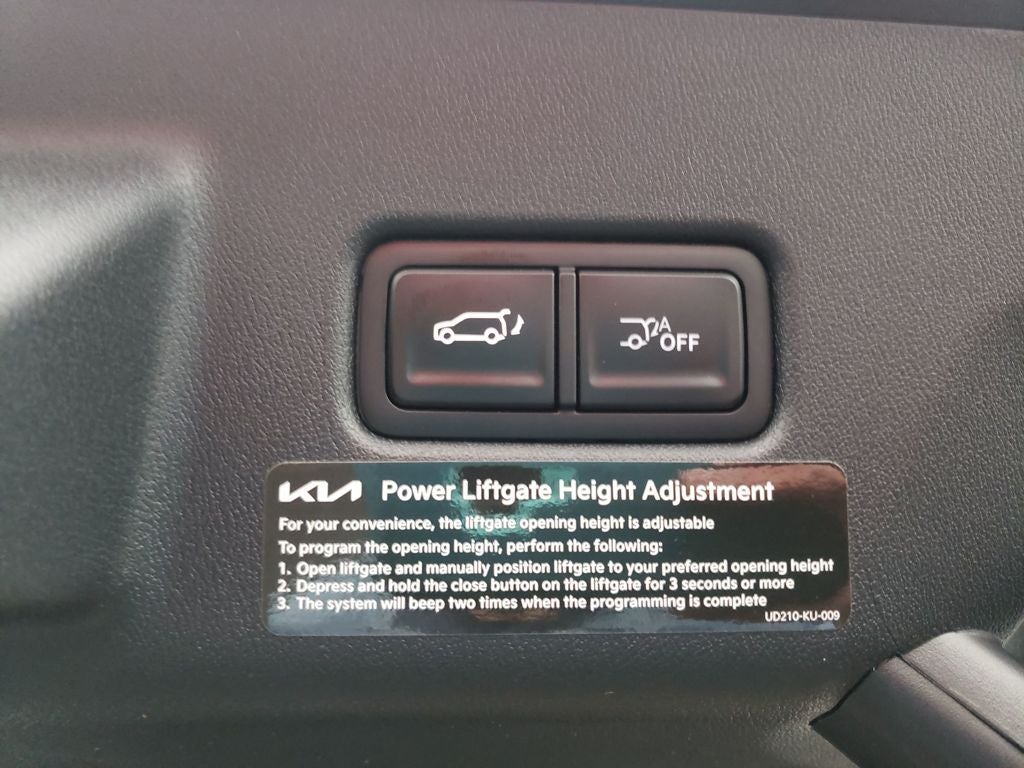 A
OFF
KIA Power Liftgate Height Adjustment
For your convenience, the liftgate opening height is adjustable
To program the opening height, perform the following:
1. Open liftgate and manually position liftgate to your preferred opening height
2. Depress and hold the close button on the liftgate for 3 seconds or more
3. The system will beep two times when the programming is complete
UD210-KU-009